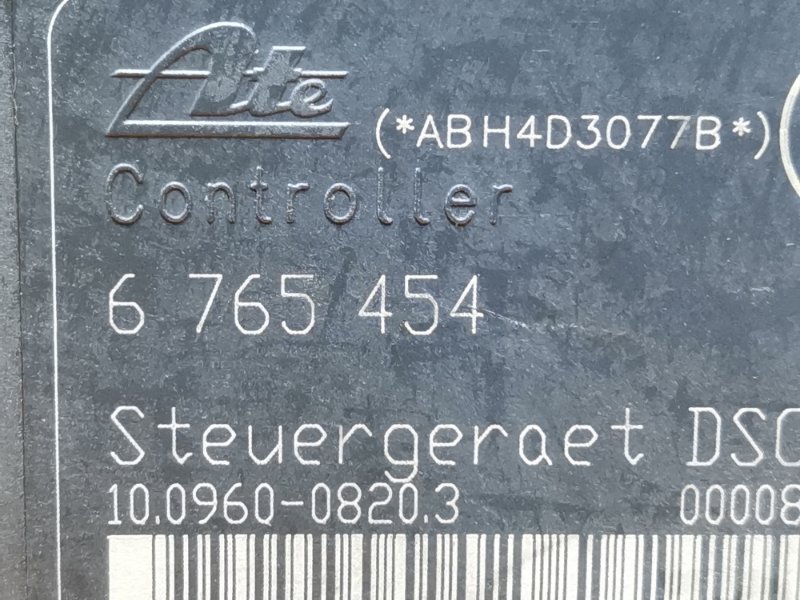 Ate
(*ABH4D3077B*)
Controller
6 765 454
Steuergeraet DSC
10.0960-0820.3 00008